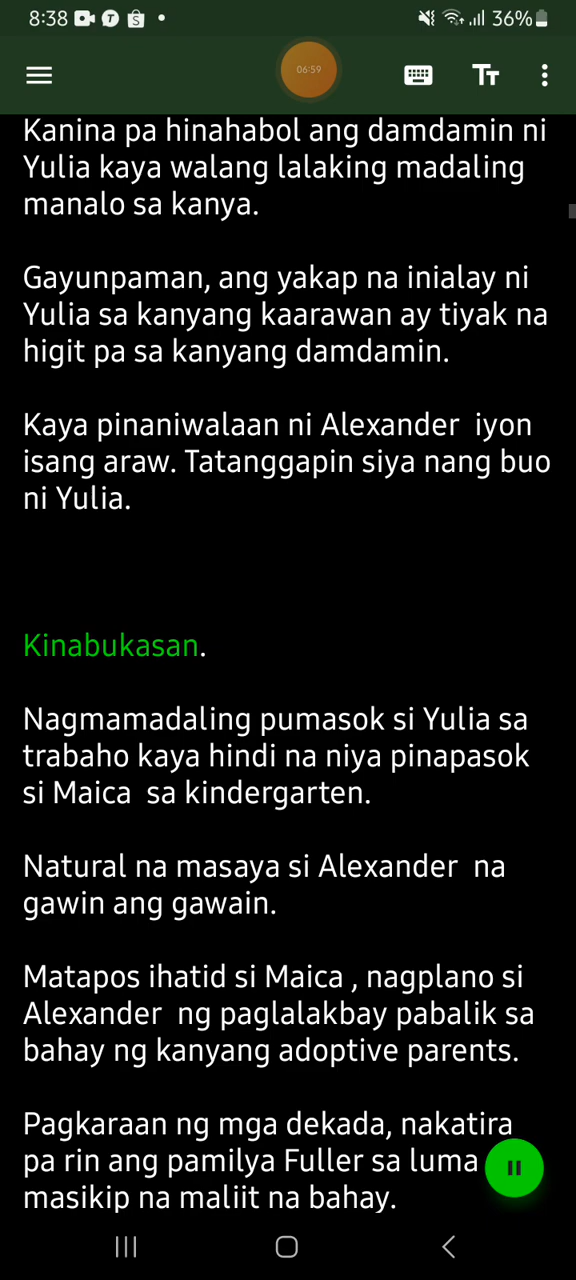 8:38
36%
06:59
Kanina pa hinahabol ang damdamin ni
Yulia kaya walang lalaking madaling
manalo sa kanya.
Gayunpaman, ang yakap na inialay ni
Yulia sa kanyang kaarawan ay tiyak na
higit pa sa kanyang damdamin.
Kaya pinaniwalaan ni Alexander  iyon
isang araw. Tatanggapin siya nang buo
ni Yulia.
Kinabukasan.
Nagmamadaling pumasok si Yulia sa
trabaho kaya hindi na niya pinapasok
si Maica  sa kindergarten.
Natural na masaya si Alexander  na
gawin ang gawain.
Matapos ihatid si Maica , nagplano si
Alexander  ng paglalakbay pabalik sa
bahay ng kanyang adoptive parents.
Pagkaraan ng mga dekada, nakatira
pa rin ang pamilya Fuller sa luma
masikip na maliit na bahay.